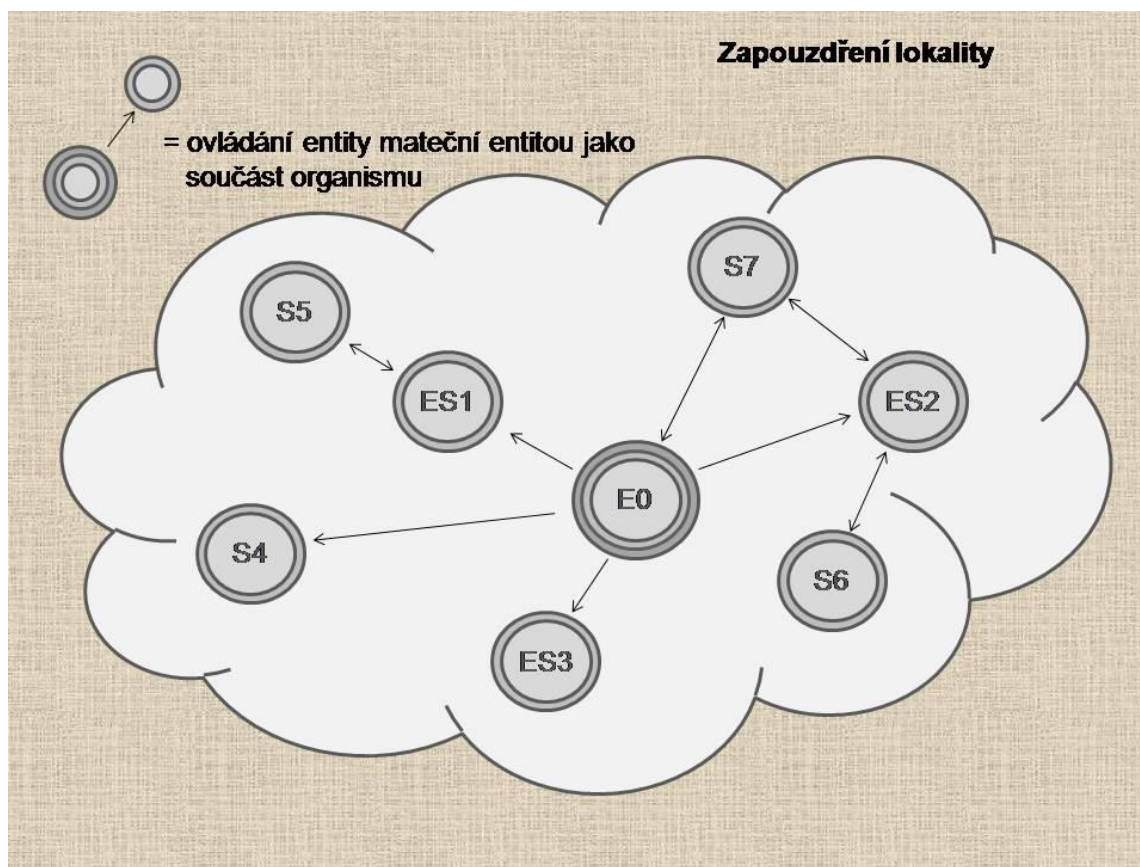 Zapouzdření lokality
= ovládání entity mateční entitou jako
součást organismu
S7
S5
ES1
ES2
E0
S4
S6
ES3